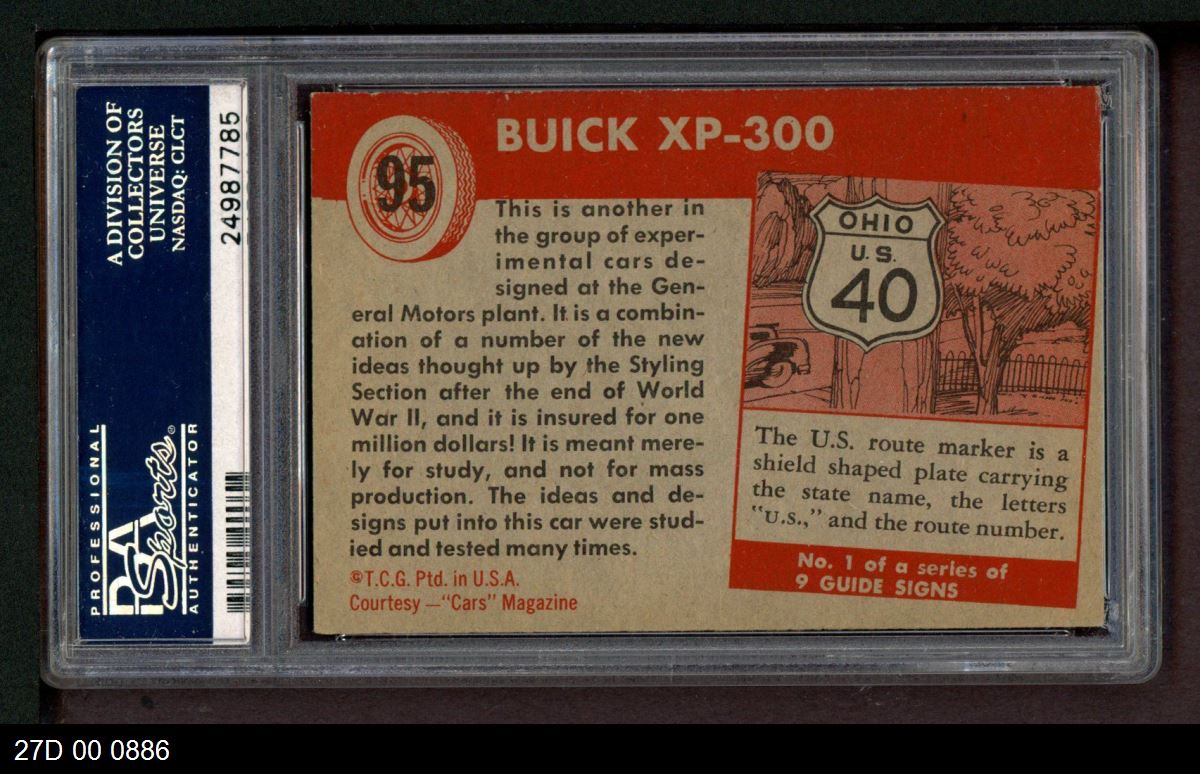 A DIVISION OF
COLLECTORS
UNIVERSE
NASDAQ: CLCT
24987785
PROFESSIONAL
PSA
Sports®
AUTHENTICATOR
95
BUICK XP-300
This is another in
the group of exper-
imental cars de-
signed at the Gen-
eral Motors plant. It is a combin-
ation of a number of the new
ideas thought up by the Styling
Section after the end of World
War II, and it is insured for one
million dollars! It is meant mere-
ly for study, and not for mass
production. The ideas and de-
signs put into this car were stud-
ied and tested many times.
©T.C.G. Ptd. in U.S.A.
Courtesy —"Cars" Magazine
OHIO
U.S.
40
The U.S. route marker is a
shield shaped plate carrying
the state name, the letters
"U.S.," and the route number.
No. 1 of a series of
9 GUIDE SIGNS
27D 00 0886